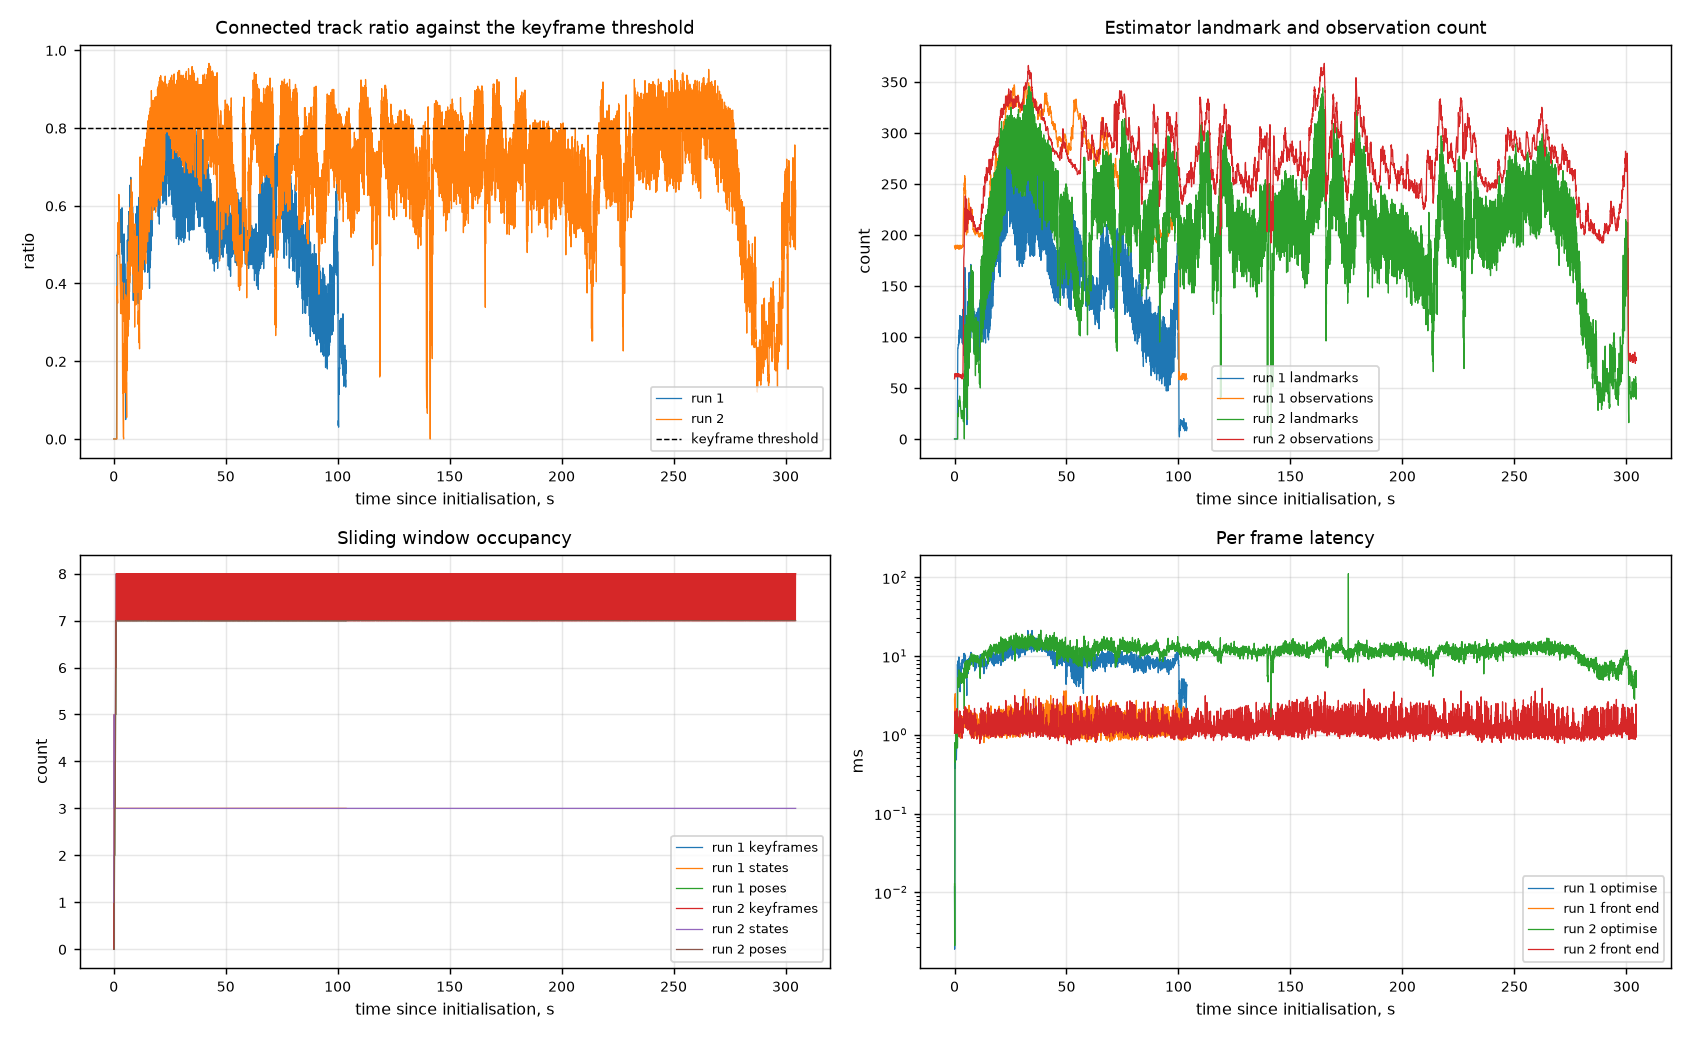 Connected track ratio against the keyframe threshold
1.0
0.8
0.6
0.4
0.2
0.0
ratio
0 50 100 150 200 250 300
time since initialisation, s
run 1
run 2
keyframe threshold
Estimator landmark and observation count
350
300
250
200
150
100
50
0
count
0 50 100 150 200 250 300
time since initialisation, s
run 1 landmarks
run 1 observations
run 2 landmarks
run 2 observations
Sliding window occupancy
8
7
6
5
4
3
2
1
0
count
0 50 100 150 200 250 300
time since initialisation, s
run 1 keyframes
run 1 states
run 1 poses
run 2 keyframes
run 2 states
run 2 poses
Per frame latency
10²
10¹
10⁰
10⁻¹
10⁻²
ms
0 50 100 150 200 250 300
time since initialisation, s
run 1 optimise
run 1 front end
run 2 optimise
run 2 front end